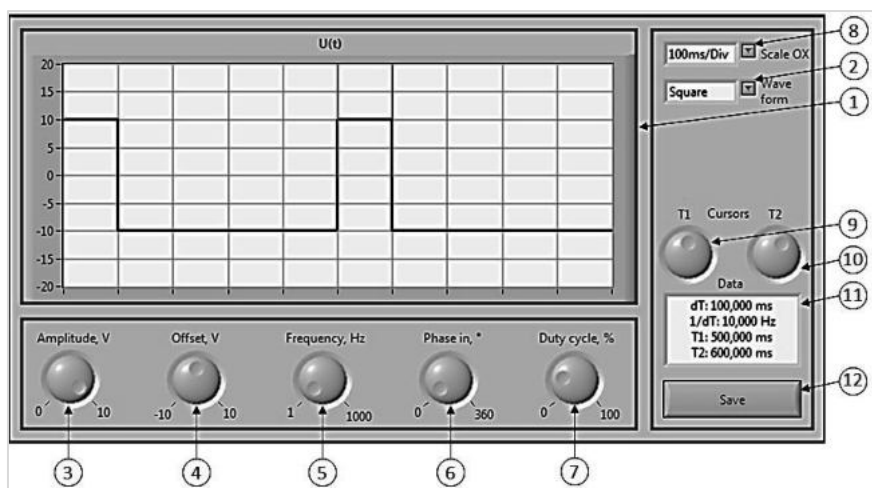 U(t)
20
15
10
5
0
-5
-10
-15
-20
100ms/Div
Scale OX
Square
Wave
form
T1 Cursors T2
Data
dT: 100,000 ms
1/dT: 10,000 Hz
T1: 500,000 ms
T2: 600,000 ms
Save
Amplitude, V
0 10
Offset, V
-10 10
Frequency, Hz
1 1000
Phase in, *
0 360
Duty cycle, %
0 100
8
2
1
9
10
11
12
3 4 5 6 7